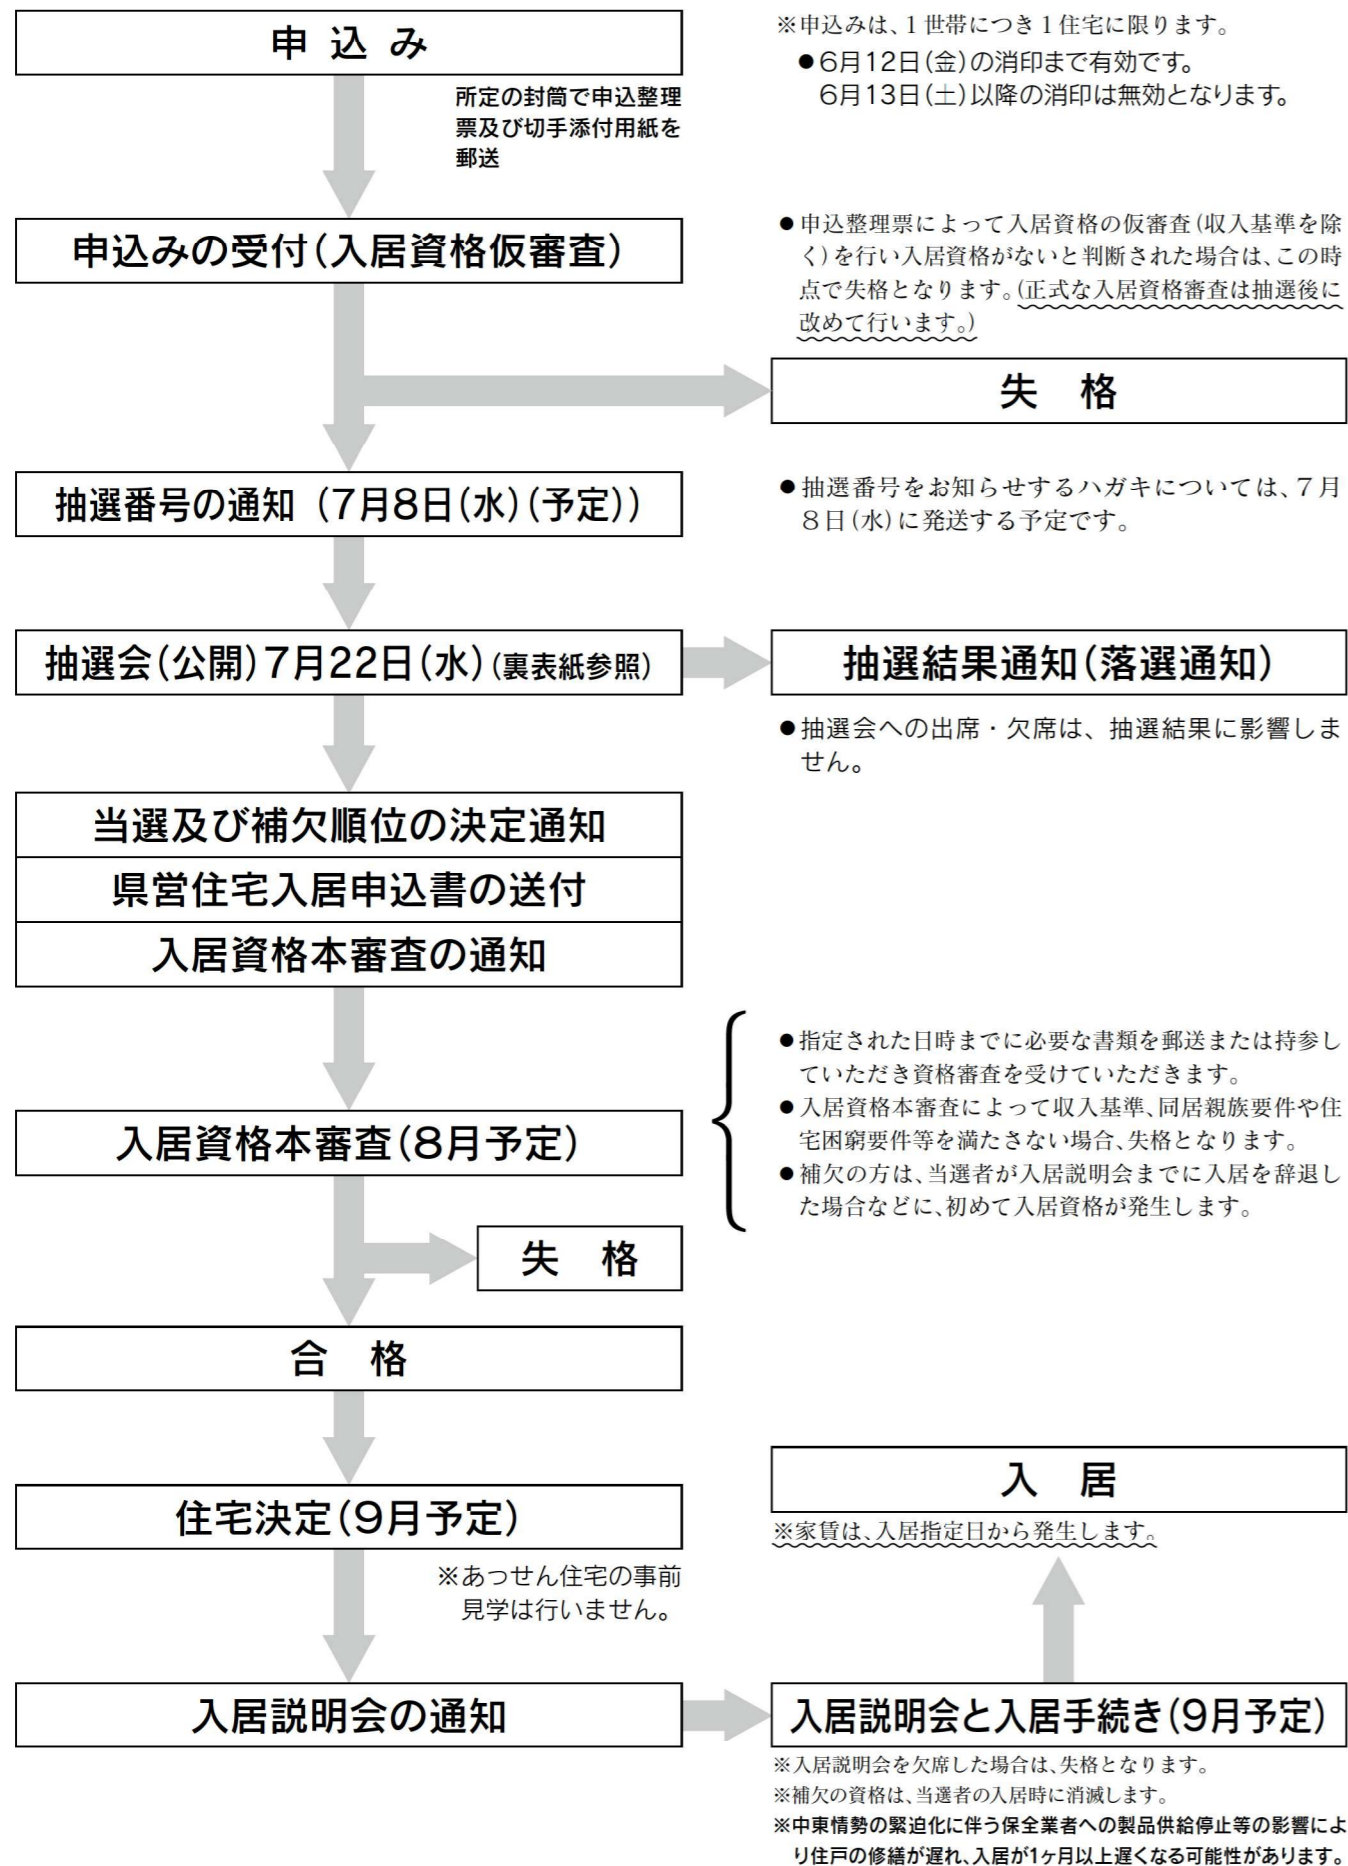 申込み
※申込みは、1世帯につき1住宅に限ります。
●6月12日(金)の消印まで有効です。
6月13日(土)以降の消印は無効となります。
所定の封筒で申込整理
票及び切手添付用紙を
郵送
申込みの受付(入居資格仮審査)
●申込整理票によって入居資格の仮審査(収入基準を除
く)を行い入居資格がないと判断された場合は、この時
点で失格となります。(正式な入居資格審査は抽選後に
改めて行います。)
失 格
抽選番号の通知 (7月8日(水)(予定))
●抽選番号をお知らせするハガキについては、7月
8日(水)に発送する予定です。
抽選会(公開)7月22日(水)(裏表紙参照)
抽選結果通知(落選通知)
●抽選会への出席・欠席は、抽選結果に影響しま
せん。
当選及び補欠順位の決定通知
県営住宅入居申込書の送付
入居資格本審査の通知
入居資格本審査(8月予定)
●指定された日時までに必要な書類を郵送または持参し
ていただき資格審査を受けていただきます。
●入居資格本審査によって収入基準、同居親族要件や住
宅困窮要件等を満たさない場合、失格となります。
●補欠の方は、当選者が入居説明会までに入居を辞退し
た場合などに、初めて入居資格が発生します。
失 格
合 格
住宅決定(9月予定)
※あっせん住宅の事前
見学は行いません。
入居説明会の通知
入居説明会と入居手続き(9月予定)
※入居説明会を欠席した場合は、失格となります。
※補欠の資格は、当選者の入居時に消滅します。
※中東情勢の緊迫化に伴う保全業者への製品供給停止等の影響によ
り住戸の修繕が遅れ、入居が1ヶ月以上遅くなる可能性があります。
入 居
※家賃は、入居指定日から発生します。